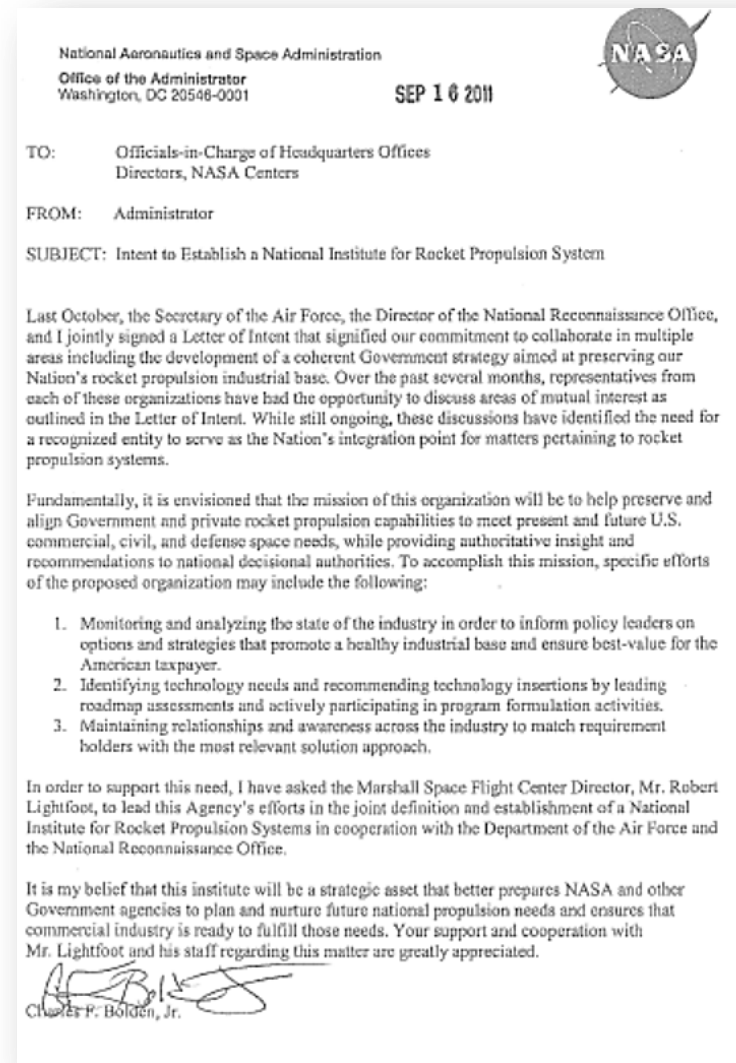 National Aeronautics and Space Administration
Office of the Administrator
Washington, DC 20546-0001
SEP 16 2011
NASA
TO: Officials-in-Charge of Headquarters Offices
Directors, NASA Centers
FROM: Administrator
SUBJECT: Intent to Establish a National Institute for Rocket Propulsion System
Last October, the Secretary of the Air Force, the Director of the National Reconnaissance Office,
and I jointly signed a Letter of Intent that signified our commitment to collaborate in multiple
areas including the development of a coherent Government strategy aimed at preserving our
Nation's rocket propulsion industrial base. Over the past several months, representatives from
each of these organizations have had the opportunity to discuss areas of mutual interest as
outlined in the Letter of Intent. While still ongoing, these discussions have identified the need for
a recognized entity to serve as the Nation's integration point for matters pertaining to rocket
propulsion systems.
Fundamentally, it is envisioned that the mission of this organization will be to help preserve and
align Government and private rocket propulsion capabilities to meet present and future U.S.
commercial, civil, and defense space needs, while providing authoritative insight and
recommendations to national decisional authorities. To accomplish this mission, specific efforts
of the proposed organization may include the following:
1. Monitoring and analyzing the state of the industry in order to inform policy leaders on
options and strategies that promote a healthy industrial base and ensure best-value for the
American taxpayer.
2. Identifying technology needs and recommending technology insertions by leading
roadmap assessments and actively participating in program formulation activities.
3. Maintaining relationships and awareness across the industry to match requirement
holders with the most relevant solution approach.
In order to support this need, I have asked the Marshall Space Flight Center Director, Mr. Robert
Lightfoot, to lead this Agency's efforts in the joint definition and establishment of a National
Institute for Rocket Propulsion Systems in cooperation with the Department of the Air Force and
the National Reconnaissance Office.
It is my belief that this institute will be a strategic asset that better prepares NASA and other
Government agencies to plan and nurture future national propulsion needs and ensures that
commercial industry is ready to fulfill those needs. Your support and cooperation with
Mr. Lightfoot and his staff regarding this matter are greatly appreciated.
Charles F. Bolden, Jr.